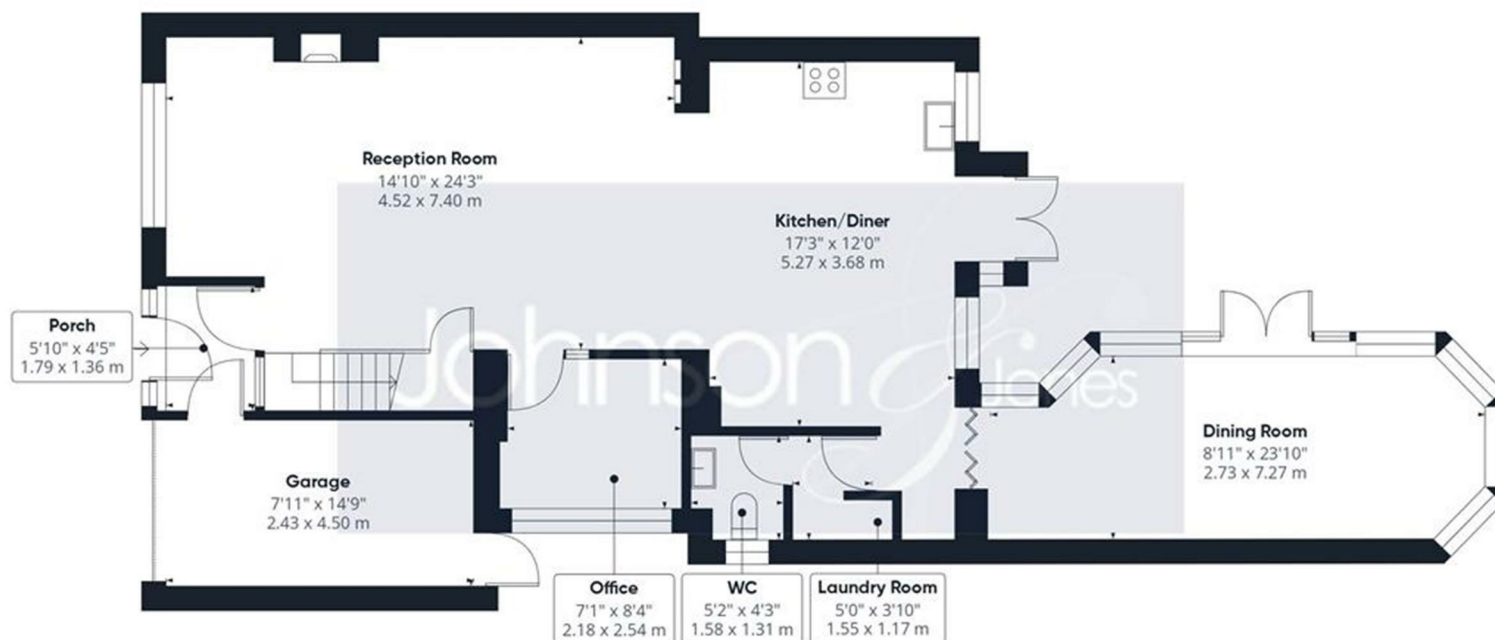 Reception Room
14'10" x 24'3"
4.52 x 7.40 m
Kitchen/Diner
17'3" x 12'0"
5.27 x 3.68 m
Porch
5'10" x 4'5"
1.79 x 1.36 m
Johnson & Jones
Dining Room
8'11" x 23'10"
2.73 x 7.27 m
Garage
7'11" x 14'9"
2.43 x 4.50 m
Office
7'1" x 8'4"
2.18 x 2.54 m
WC
5'2" x 4'3"
1.58 x 1.31 m
Laundry Room
5'0" x 3'10"
1.55 x 1.17 m